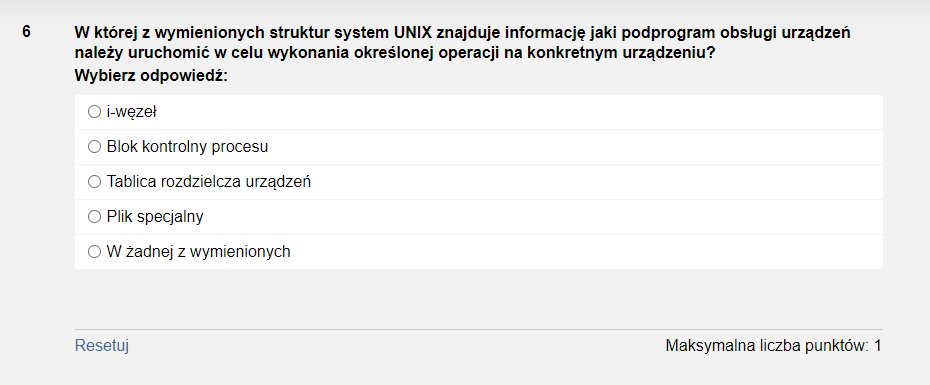 6
W której z wymienionych struktur system UNIX znajduje informację jaki podprogram obsługi urządzeń
należy uruchomić w celu wykonania określonej operacji na konkretnym urządzeniu?
Wybierz odpowiedź:
i-węzeł
Blok kontrolny procesu
Tablica rozdzielcza urządzeń
Plik specjalny
W żadnej z wymienionych
Resetuj
Maksymalna liczba punktów: 1